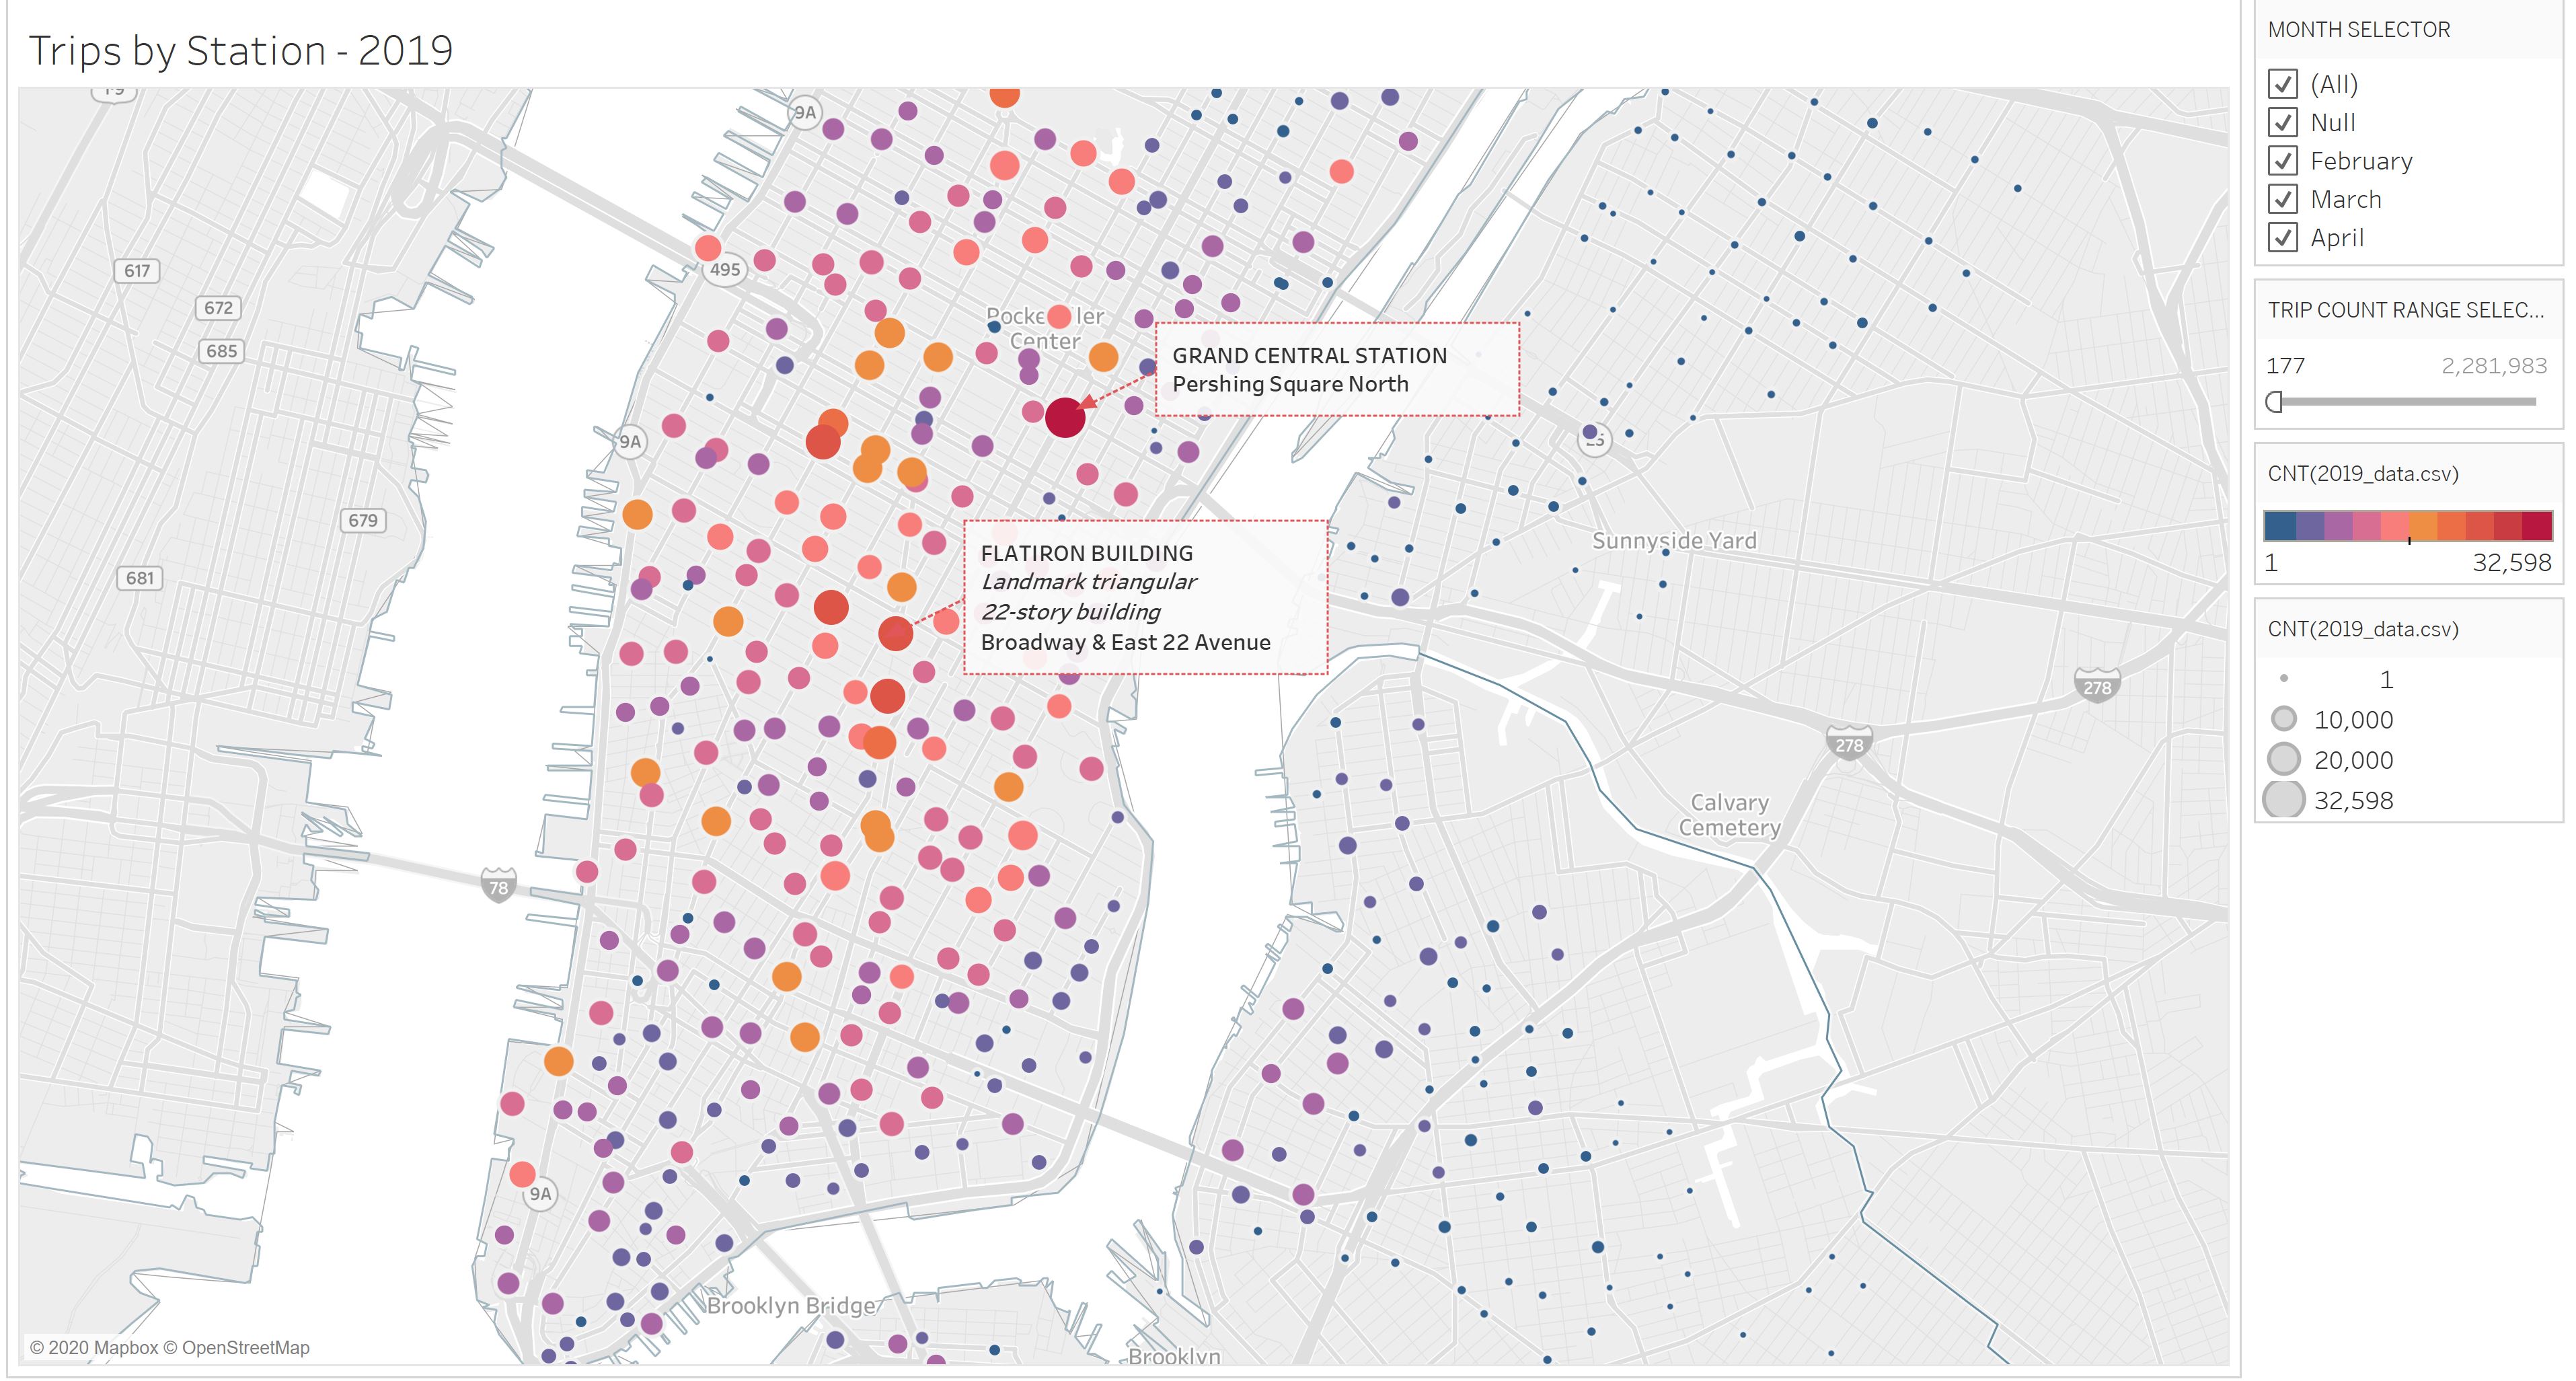 Trips by Station - 2019
9A
495
617
672
685
Center
GRAND CENTRAL STATION
Pershing Square North
9A
679
Sunnyside Yard
FLATIRON BUILDING
Landmark triangular
22-story building
Broadway & East 22 Avenue
681
278
278
Calvary
Cemetery
78
9A
Brooklyn Bridge
Brooklyn
© 2020 Mapbox © OpenStreetMap
MONTH SELECTOR
(All)
Null
February
March
April
TRIP COUNT RANGE SELEC...
177 2,281,983
CNT(2019_data.csv)
1 32,598
CNT(2019_data.csv)
1
10,000
20,000
32,598